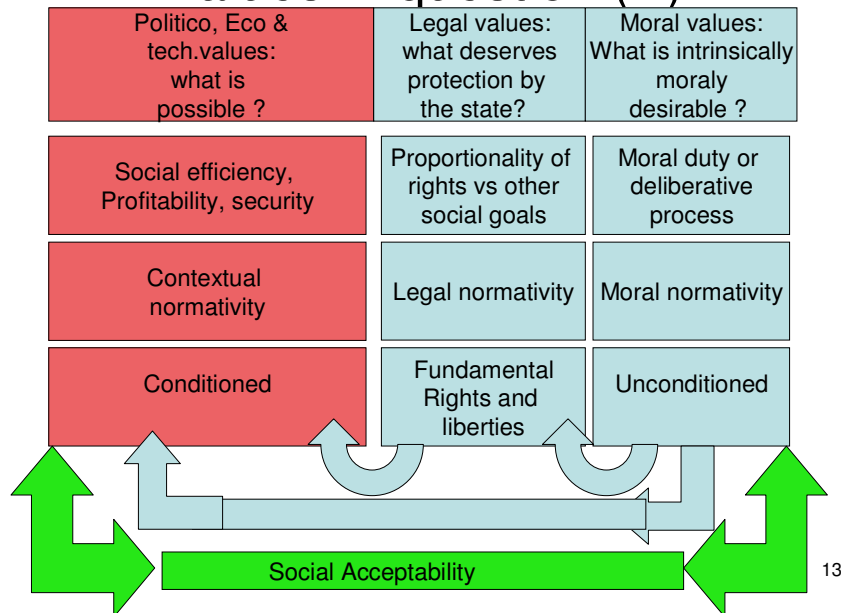 Politico, Eco &
tech.values:
what is
possible ?
Legal values:
what deserves
protection by
the state?
Moral values:
What is intrinsically
moraly
desirable ?
Social efficiency,
Profitability, security
Proportionality of
rights vs other
social goals
Moral duty or
deliberative
process
Contextual
normativity
Legal normativity
Moral normativity
Conditioned
Fundamental
Rights and
liberties
Unconditioned
Social Acceptability
13